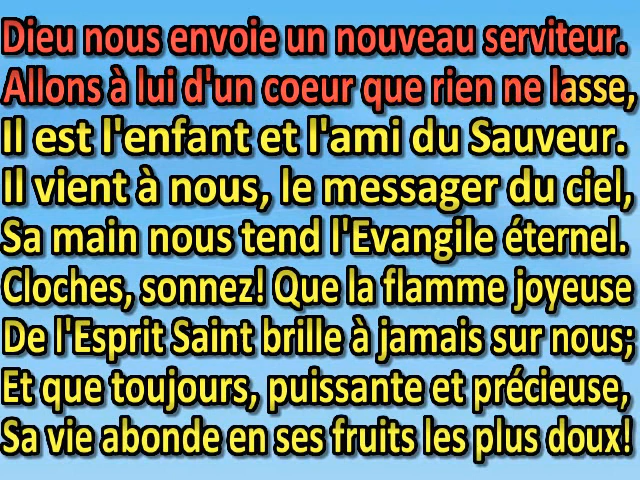 Dieu nous envoie un nouveau serviteur.
Allons à lui d'un coeur que rien ne lasse,
Il est l'enfant et l'ami du Sauveur.
Il vient à nous, le messager du ciel,
Sa main nous tend l'Evangile éternel.
Cloches, sonnez! Que la flamme joyeuse
De l'Esprit Saint brille à jamais sur nous;
Et que toujours, puissante et précieuse,
Sa vie abonde en ses fruits les plus doux!